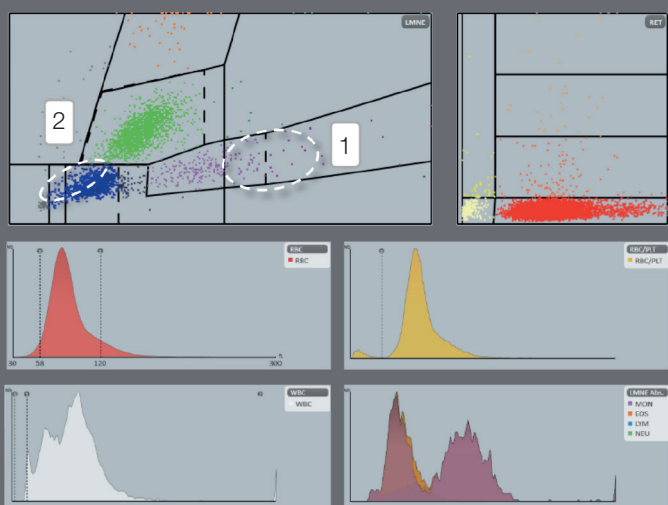 LMNE
RET
2
1
RBC
RBC
30
58
120
300
RBC/PLT
RBC/PLT
WBC
WBC
LMNE Abs.
MON
EOS
LYM
NEU